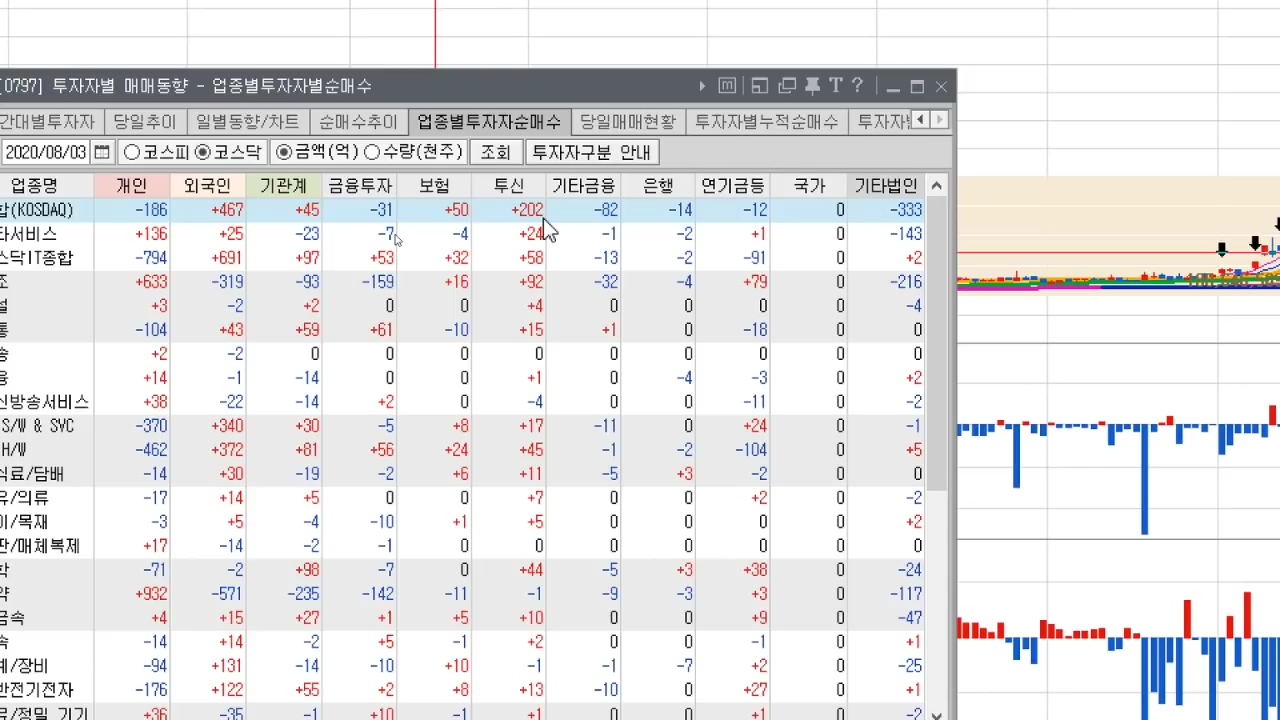 [0797] 투자자별 매매동향 - 업종별투자자별순매수
간대별투자자 당일추이 일별동향/차트 순매수추이 업종별투자자순매수 당일매매현황 투자자별누적순매수 투자자별
2020/08/03 코스피 코스닥 금액(억) 수량(천주) 조회 투자자구분 안내
업종명 개인 외국인 기관계 금융투자 보험 투신 기타금융 은행 연기금등 국가 기타법인
합(KOSDAQ) -186 +467 +45 -31 +50 +202 -82 -14 -12 0 -333
타서비스 +136 +25 -23 -7 -4 +24 -1 -2 +1 0 -143
스닥IT종합 -794 +691 +97 +53 +32 +58 -13 -2 -91 0 +2
조 +633 -319 -93 -159 +16 +92 -32 -4 +79 0 -216
설 +3 -2 +2 0 0 +4 0 0 0 0 -4
통 -104 +43 +59 +61 -10 +15 +1 0 -18 0 0
송 +2 -2 0 0 0 0 0 0 0 0 0
융 +14 -1 -14 0 0 +1 0 -4 -3 0 +2
신방송서비스 +38 -22 -14 +2 0 -4 0 0 -11 0 -2
S/W & SVC -370 +340 +30 -5 +8 +17 -11 0 +24 0 -1
H/W -462 +372 +81 +56 +24 +45 -1 -2 -104 0 +5
식료/담배 -14 +30 -19 -2 +6 +11 -5 +3 -2 0 0
유/의류 -17 +14 +5 0 0 +7 0 0 +2 0 -2
이/목재 -3 +5 -4 -10 +1 +5 0 0 0 0 +2
판/매체복제 +17 -14 -2 -1 0 0 0 0 0 0 0
학 -71 -2 +98 -7 0 +44 -5 +3 +38 0 -24
약 +932 -571 -235 -142 -11 -1 -9 -3 +3 0 -117
금속 +4 +15 +27 +1 +5 +10 0 0 +9 0 -47
속 -14 +14 -2 +5 -1 +2 0 0 -1 0 +1
계/장비 -94 +131 -14 -10 +10 -1 -1 -7 +2 0 -25
반전기전자 -176 +122 +55 +2 +8 +13 -10 0 +27 0 +1
료/정밀 기기 +36 -35 -1 +10 -1 +1 0 0 +1 0 -2